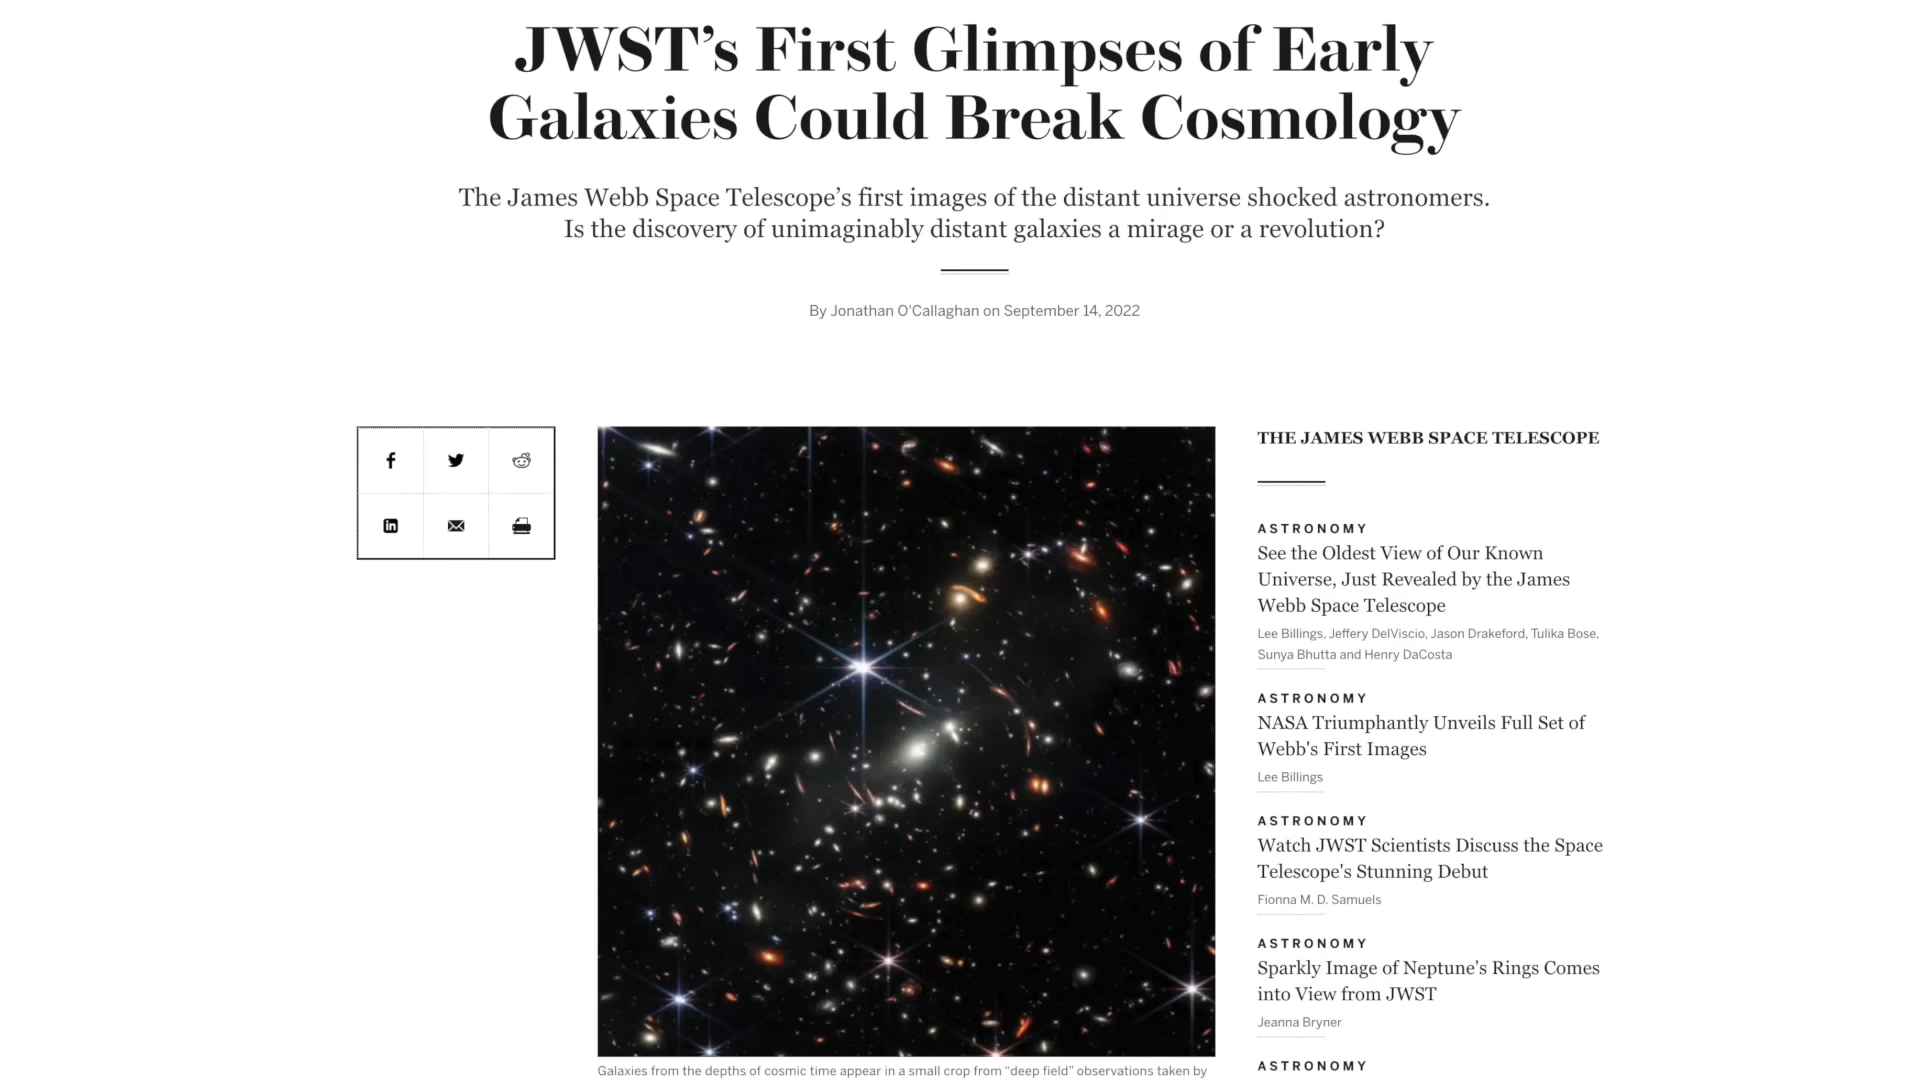 JWST’s First Glimpses of Early
Galaxies Could Break Cosmology
The James Webb Space Telescope’s first images of the distant universe shocked astronomers.
Is the discovery of unimaginably distant galaxies a mirage or a revolution?
By Jonathan O'Callaghan on September 14, 2022
THE JAMES WEBB SPACE TELESCOPE
ASTRONOMY
See the Oldest View of Our Known
Universe, Just Revealed by the James
Webb Space Telescope
Lee Billings, Jeffery DelViscio, Jason Drakeford, Tulika Bose,
Sunya Bhutta and Henry DaCosta
ASTRONOMY
NASA Triumphantly Unveils Full Set of
Webb's First Images
Lee Billings
ASTRONOMY
Watch JWST Scientists Discuss the Space
Telescope's Stunning Debut
Fionna M. D. Samuels
ASTRONOMY
Sparkly Image of Neptune's Rings Comes
into View from JWST
Jeanna Bryner
ASTRONOMY
Galaxies from the depths of cosmic time appear in a small crop from “deep field” observations taken by